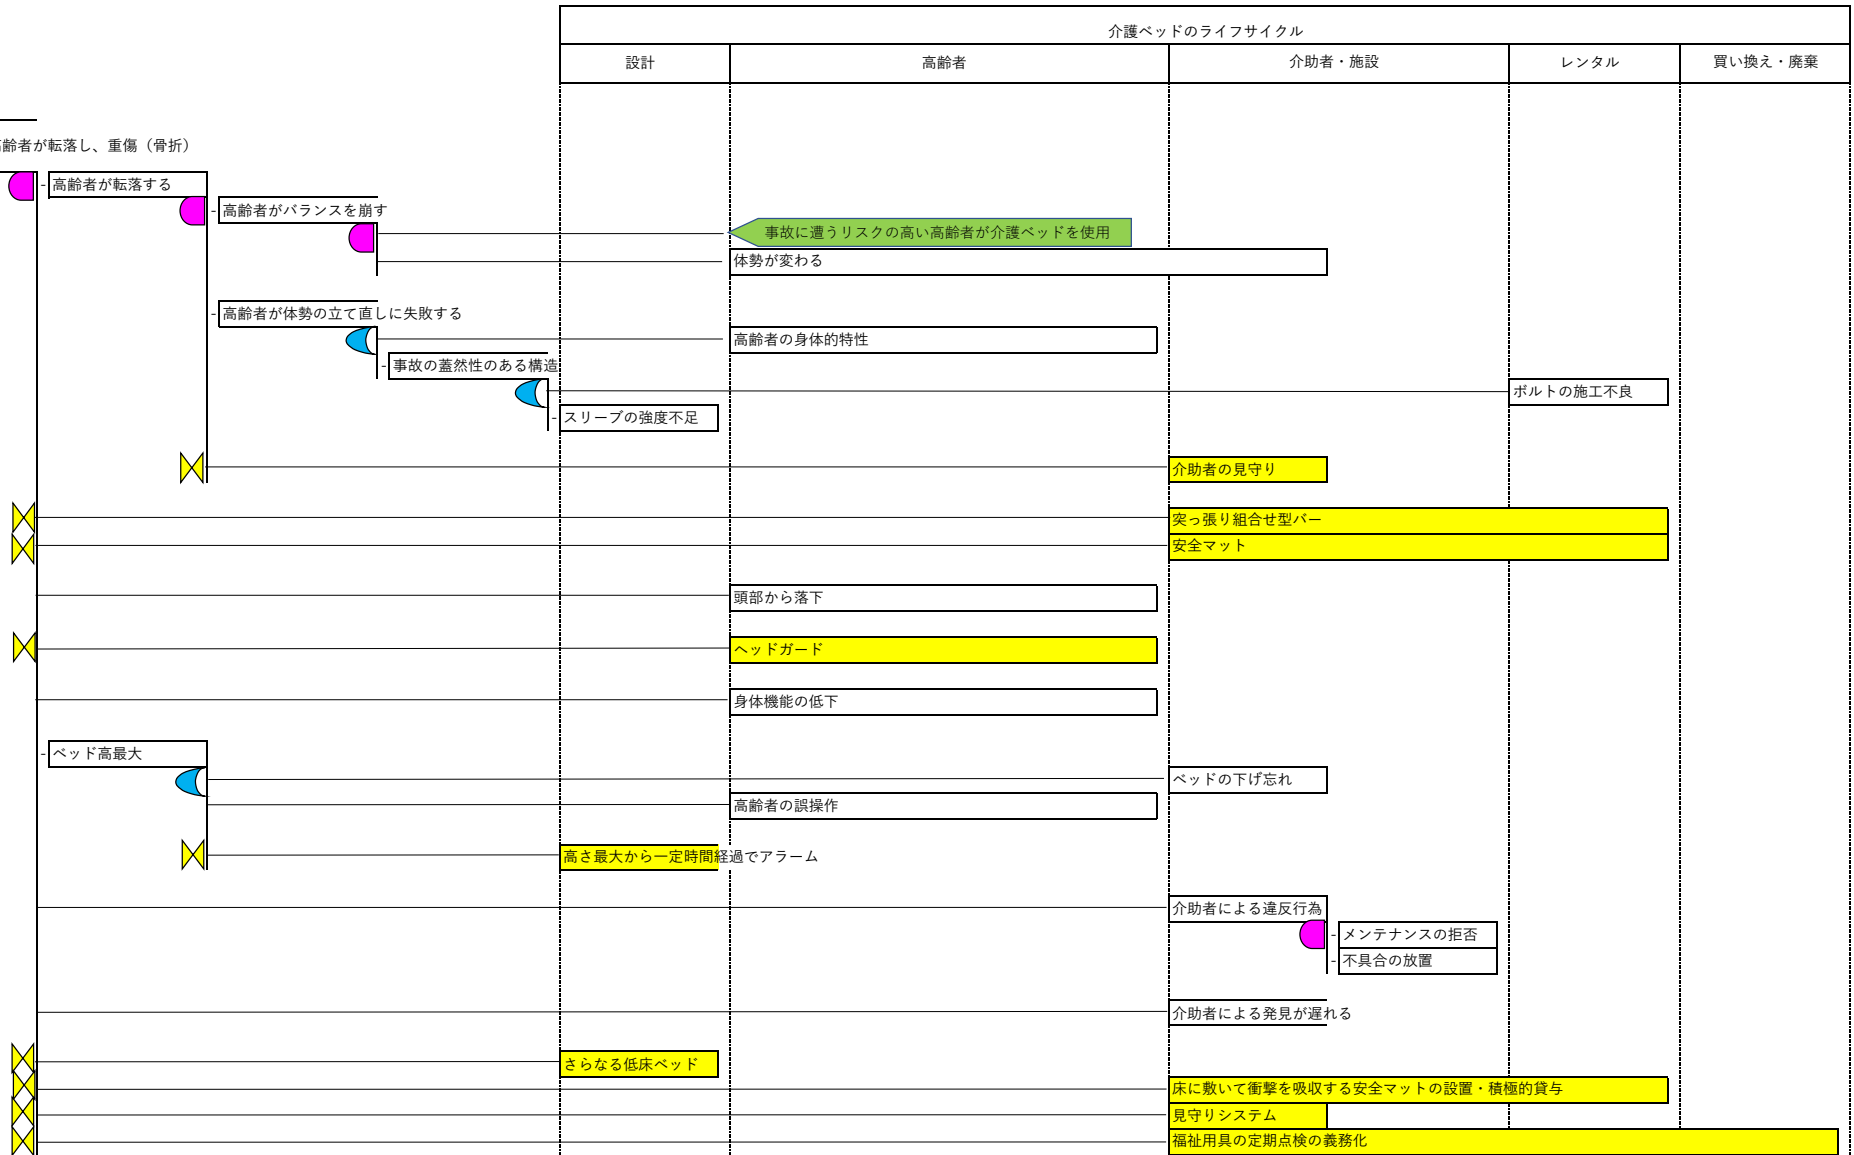 介護ベッドのライフサイクル
設計
高齢者
介助者・施設
レンタル
買い換え・廃棄
齢者が転落し、重傷（骨折）
- 高齢者が転落する
- 高齢者がバランスを崩す
事故に遭うリスクの高い高齢者が介護ベッドを使用
体勢が変わる
- 高齢者が体勢の立て直しに失敗する
高齢者の身体的特性
- 事故の蓋然性のある構造
ボルトの施工不良
- スリーブの強度不足
介助者の見守り
突っ張り組合せ型バー
安全マット
頭部から落下
ヘッドガード
身体機能の低下
- ベッド高最大
ベッドの下げ忘れ
高齢者の誤操作
高さ最大から一定時間経過でアラーム
介助者による違反行為
- メンテナンスの拒否
- 不具合の放置
介助者による発見が遅れる
さらなる低床ベッド
床に敷いて衝撃を吸収する安全マットの設置・積極的貸与
見守りシステム
福祉用具の定期点検の義務化